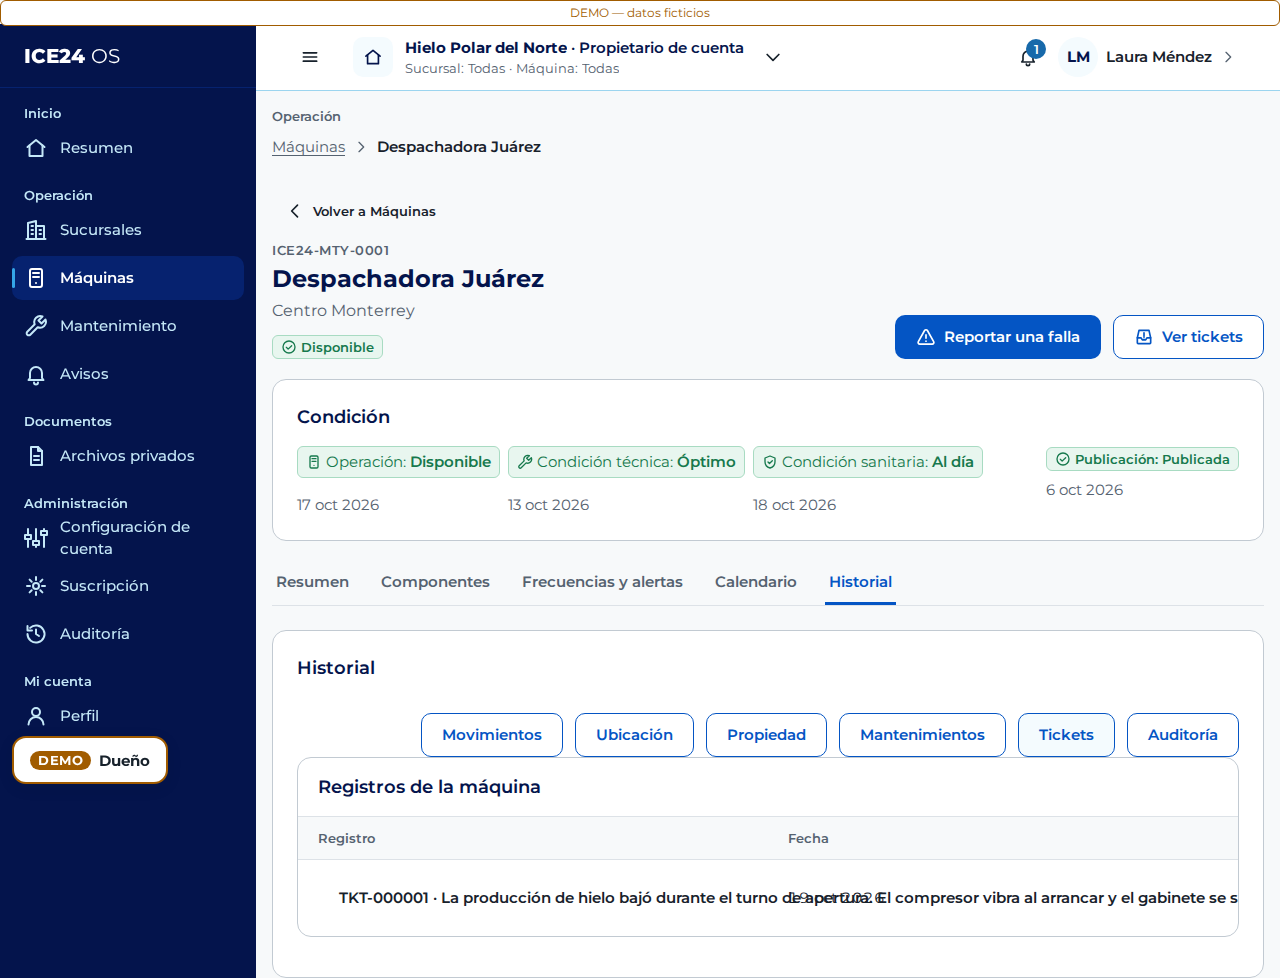 DEMO — datos ficticios
ICE24 OS
Hielo Polar del Norte · Propietario de cuenta
Sucursal: Todas · Máquina: Todas
1
LM
Laura Méndez
Inicio
Resumen
Operación
Sucursales
Máquinas
Mantenimiento
Avisos
Documentos
Archivos privados
Administración
Configuración de
cuenta
Suscripción
Auditoría
Mi cuenta
Perfil
DEMO Dueño
Operación
Máquinas
Despachadora Juárez
Volver a Máquinas
ICE24-MTY-0001
Despachadora Juárez
Centro Monterrey
Disponible
Reportar una falla
Ver tickets
Condición
Operación: Disponible
Condición técnica: Óptimo
Condición sanitaria: Al día
Publicación: Publicada
17 oct 2026
13 oct 2026
18 oct 2026
6 oct 2026
Resumen
Componentes
Frecuencias y alertas
Calendario
Historial
Historial
Movimientos
Ubicación
Propiedad
Mantenimientos
Tickets
Auditoría
Registros de la máquina
Registro
Fecha
TKT-000001 · La producción de hielo bajó durante el turno de apertura. El compresor vibra al arrancar y el gabinete se s
19 oct 2026